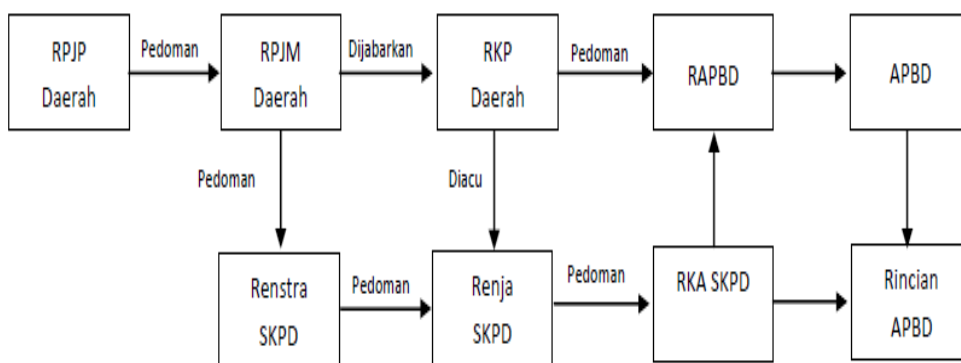 RPJP
Daerah
Pedoman
RPJM
Daerah
Dijabarkan
RKP
Daerah
Pedoman
RAPBD
APBD
Pedoman
Diacu
Renstra
SKPD
Pedoman
Renja
SKPD
Pedoman
RKA SKPD
Rincian
APBD